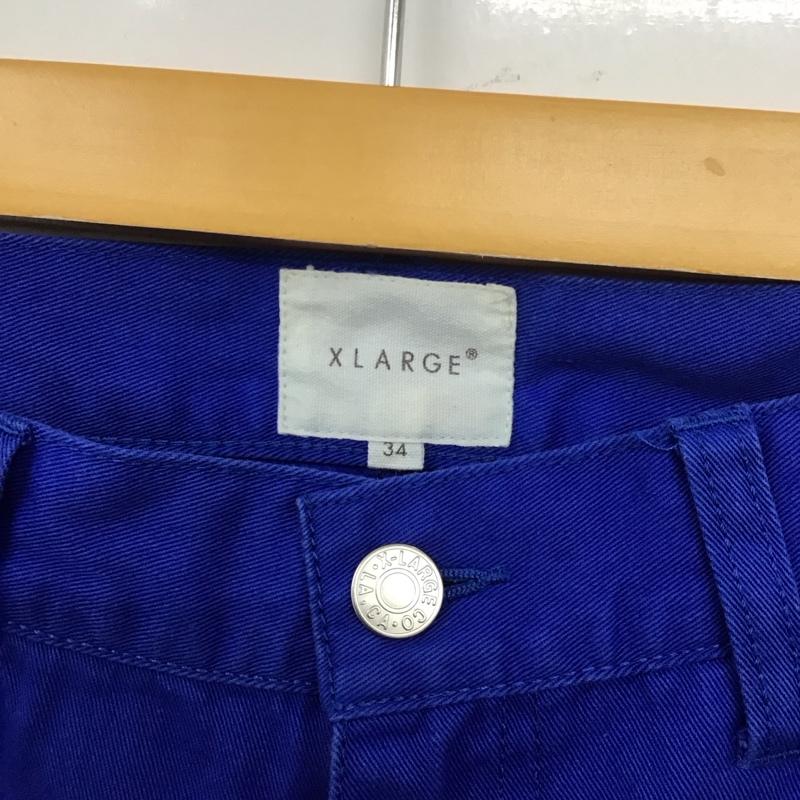 XLARGE®
34
X-LARGE CO · LA, CA ·